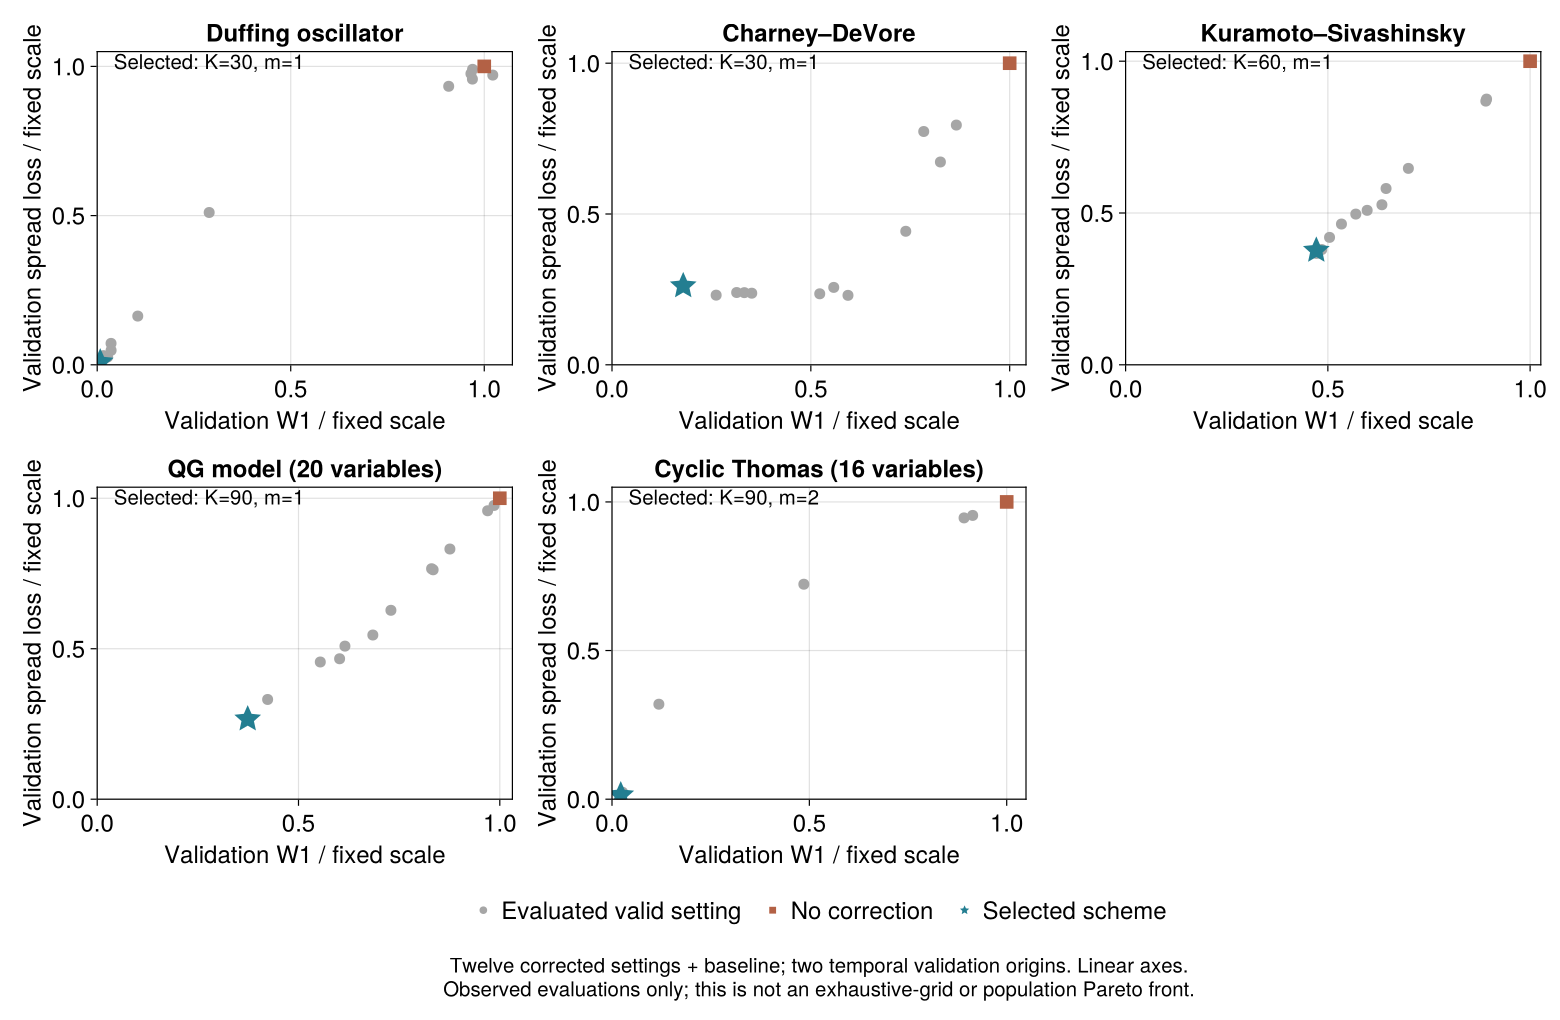 Duffing oscillator
Selected: K=30, m=1
Validation spread loss / fixed scale
1.0
0.5
0.0
0.0 0.5 1.0
Validation W1 / fixed scale
Charney–DeVore
Selected: K=30, m=1
Validation spread loss / fixed scale
1.0
0.5
0.0
0.0 0.5 1.0
Validation W1 / fixed scale
Kuramoto–Sivashinsky
Selected: K=60, m=1
Validation spread loss / fixed scale
1.0
0.5
0.0
0.0 0.5 1.0
Validation W1 / fixed scale
QG model (20 variables)
Selected: K=90, m=1
Validation spread loss / fixed scale
1.0
0.5
0.0
0.0 0.5 1.0
Validation W1 / fixed scale
Cyclic Thomas (16 variables)
Selected: K=90, m=2
Validation spread loss / fixed scale
1.0
0.5
0.0
0.0 0.5 1.0
Validation W1 / fixed scale
Evaluated valid setting No correction Selected scheme
Twelve corrected settings + baseline; two temporal validation origins. Linear axes.
Observed evaluations only; this is not an exhaustive-grid or population Pareto front.